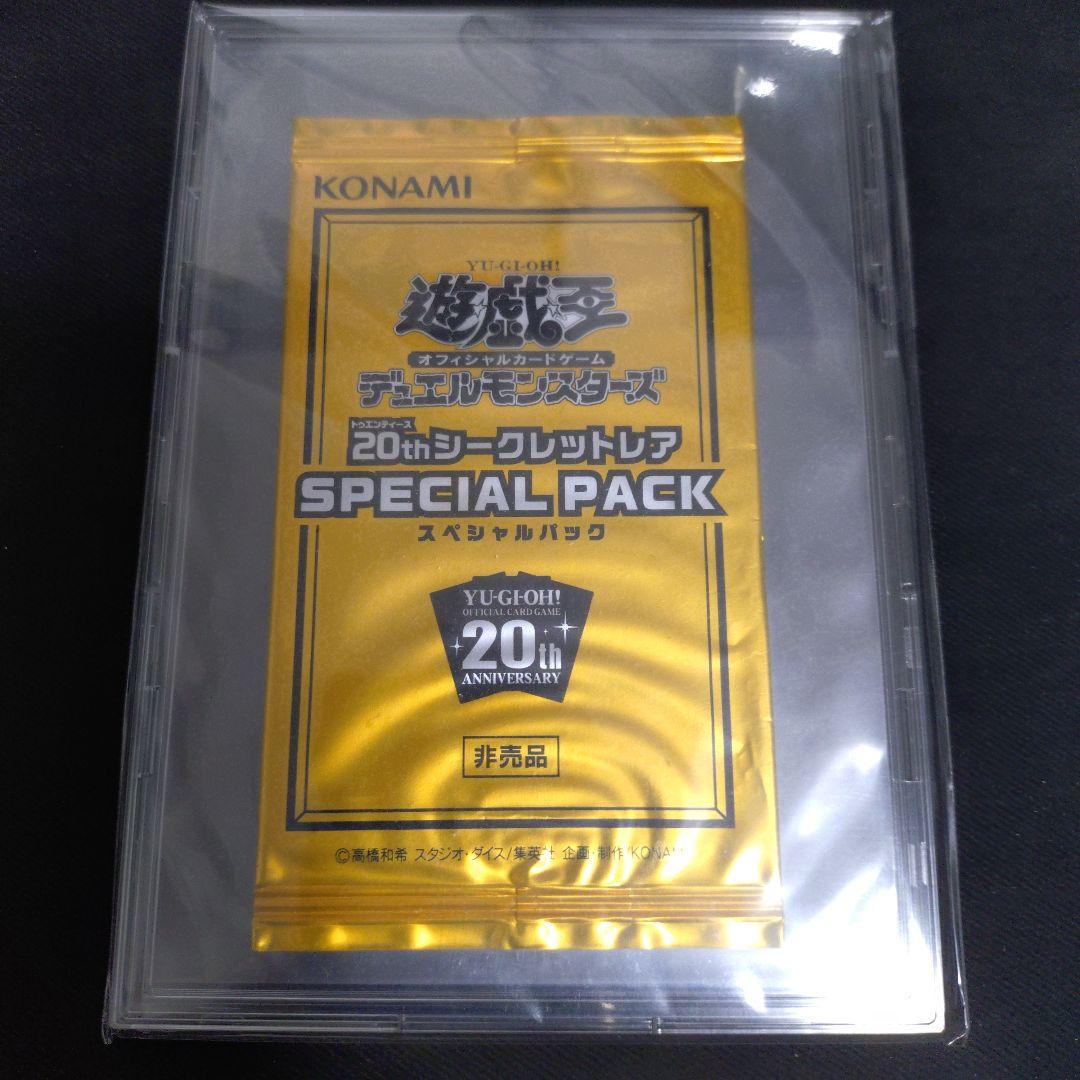 KONAMI
YU-GI-OH!
遊☆戯☆王
オフィシャルカードゲーム
デュエルモンスターズ
トゥエンティース
20thシークレットレア
SPECIAL PACK
スペシャルパック
YU-GI-OH!
OFFICIAL CARD GAME
20th
ANNIVERSARY
非売品
©高橋和希 スタジオ・ダイス/集英社 企画・制作/KONAMI